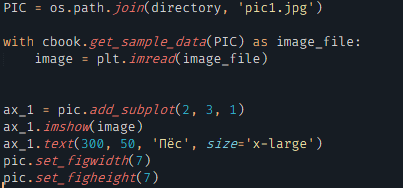 PIC = os.path.join(directory, 'pic1.jpg')
with cbook.get_sample_data(PIC) as image_file:
    image = plt.imread(image_file)
ax_1 = pic.add_subplot(2, 3, 1)
ax_1.imshow(image)
ax_1.text(300, 50, 'Пёс', size='x-large')
pic.set_figwidth(7)
pic.set_figheight(7)